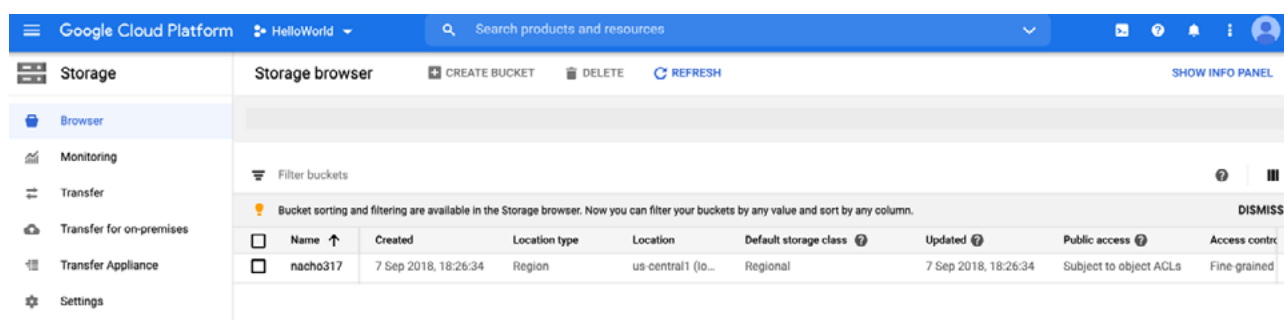 Google Cloud Platform HelloWorld Search products and resources
Storage Storage browser CREATE BUCKET DELETE REFRESH SHOW INFO PANEL
Browser
Monitoring
Filter buckets
Transfer
Bucket sorting and filtering are available in the Storage browser. Now you can filter your buckets by any value and sort by any column. DISMISS
Transfer for on-premises
Name Created Location type Location Default storage class Updated Public access Access contro
Transfer Appliance nacho317 7 Sep 2018, 18:26:34 Region us-central1 (lo... Regional 7 Sep 2018, 18:26:34 Subject to object ACLs Fine-grained
Settings